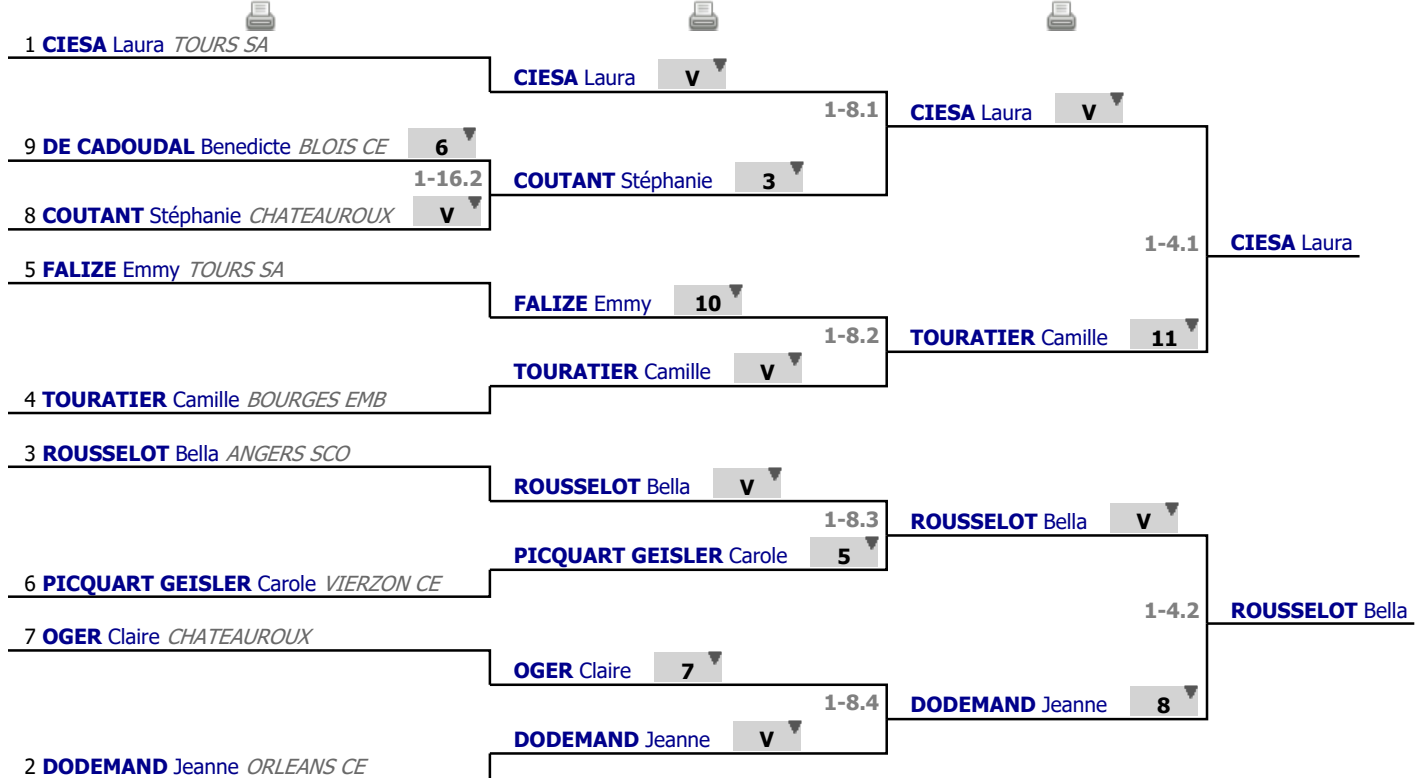 1 CIESA Laura TOURS SA
CIESA Laura V
1-8.1
CIESA Laura V
9 DE CADOUDAL Benedicte BLOIS CE 6
1-16.2
COUTANT Stéphanie 3
8 COUTANT Stéphanie CHATEAUROUX V
1-4.1
CIESA Laura
5 FALIZE Emmy TOURS SA
FALIZE Emmy 10
1-8.2
TOURATIER Camille 11
TOURATIER Camille V
4 TOURATIER Camille BOURGES EMB
3 ROUSSELOT Bella ANGERS SCO
ROUSSELOT Bella V
1-8.3
ROUSSELOT Bella V
PICQUART GEISLER Carole 5
6 PICQUART GEISLER Carole VIERZON CE
1-4.2
ROUSSELOT Bella
7 OGER Claire CHATEAUROUX
OGER Claire 7
1-8.4
DODEMAND Jeanne 8
DODEMAND Jeanne V
2 DODEMAND Jeanne ORLEANS CE